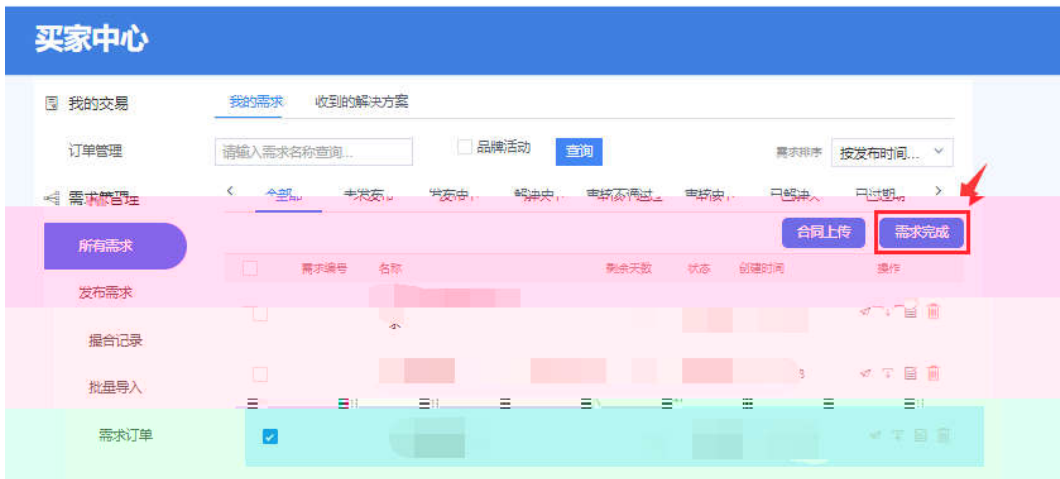 买家中心
我的交易
我的需求 收到的解决方案
订单管理
请输入需求名称查询...
品牌活动
查询
需求排序
按发布时间...
需求管理
全部
合同上传
需求完成
所有需求
需求编号 名称 剩余天数 状态 创建时间 操作
发布需求
撮合记录
批量导入
需求订单